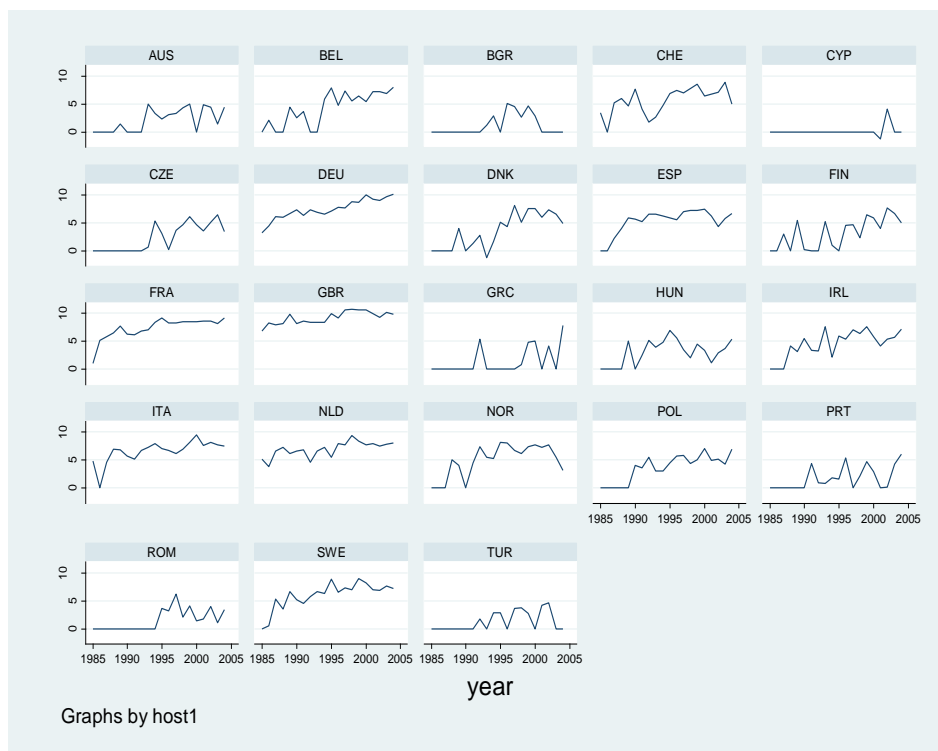 AUS BEL BGR CHE CYP
10
5
0
CZE DEU DNK ESP FIN
10
5
0
FRA GBR GRC HUN IRL
10
5
0
ITA NLD NOR POL PRT
10
5
0
1985 1990 1995 2000 2005 1985 1990 1995 2000 2005
ROM SWE TUR
10
5
0
1985 1990 1995 2000 2005 1985 1990 1995 2000 2005 1985 1990 1995 2000 2005
year
Graphs by host1